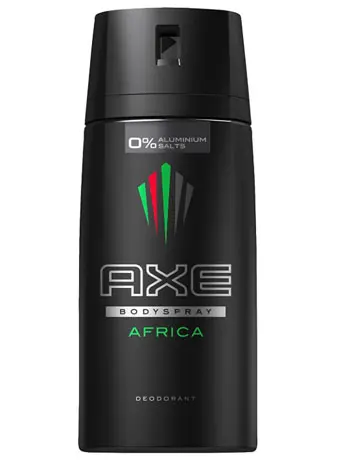 0% ALUMINIUM
SALTS
AXE
BODYSPRAY
AFRICA
DEODORANT